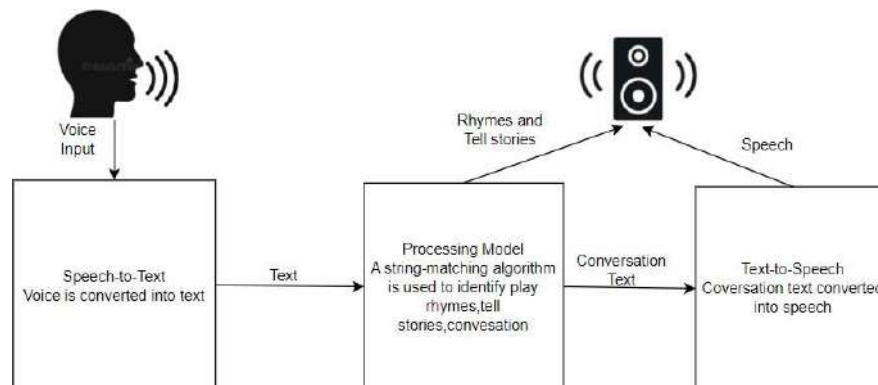 Voice
Input
Rhymes and
Tell stories
Speech
Speech-to-Text
Voice is converted into text
Text
Processing Model
A string-matching algorithm
is used to identify play
rhymes,tell
stories,convesation
Conversation
Text
Text-to-Speech
Coversation text converted
into speech